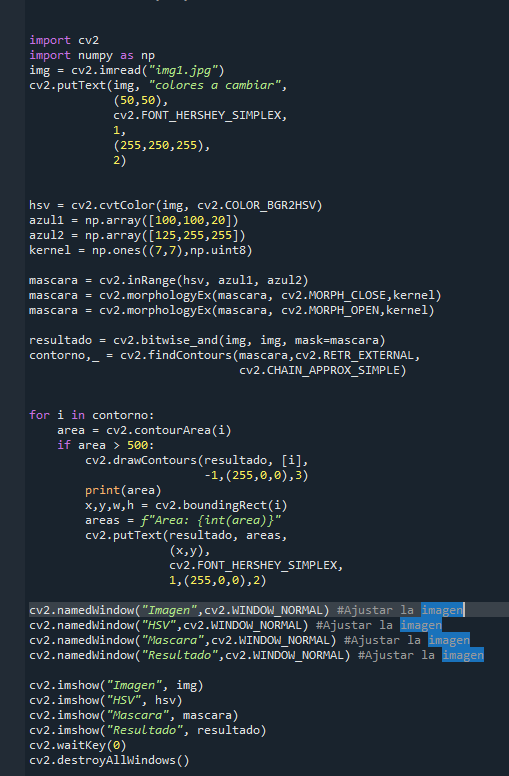 import cv2
import numpy as np
img = cv2.imread("img1.jpg")
cv2.putText(img, "colores a cambiar",
            (50,50),
            cv2.FONT_HERSHEY_SIMPLEX,
            1,
            (255,250,255),
            2)
hsv = cv2.cvtColor(img, cv2.COLOR_BGR2HSV)
azul1 = np.array([100,100,20])
azul2 = np.array([125,255,255])
kernel = np.ones((7,7),np.uint8)
mascara = cv2.inRange(hsv, azul1, azul2)
mascara = cv2.morphologyEx(mascara, cv2.MORPH_CLOSE,kernel)
mascara = cv2.morphologyEx(mascara, cv2.MORPH_OPEN,kernel)
resultado = cv2.bitwise_and(img, img, mask=mascara)
contorno,_ = cv2.findContours(mascara,cv2.RETR_EXTERNAL,
                              cv2.CHAIN_APPROX_SIMPLE)
for i in contorno:
    area = cv2.contourArea(i)
    if area > 500:
        cv2.drawContours(resultado, [i],
                         -1,(255,0,0),3)
        print(area)
        x,y,w,h = cv2.boundingRect(i)
        areas = f"Area: {int(area)}"
        cv2.putText(resultado, areas,
                    (x,y),
                    cv2.FONT_HERSHEY_SIMPLEX,
                    1,(255,0,0),2)
cv2.namedWindow("Imagen",cv2.WINDOW_NORMAL) #Ajustar la imagen
cv2.namedWindow("HSV",cv2.WINDOW_NORMAL) #Ajustar la imagen
cv2.namedWindow("Mascara",cv2.WINDOW_NORMAL) #Ajustar la imagen
cv2.namedWindow("Resultado",cv2.WINDOW_NORMAL) #Ajustar la imagen
cv2.imshow("Imagen", img)
cv2.imshow("HSV", hsv)
cv2.imshow("Mascara", mascara)
cv2.imshow("Resultado", resultado)
cv2.waitKey(0)
cv2.destroyAllWindows()